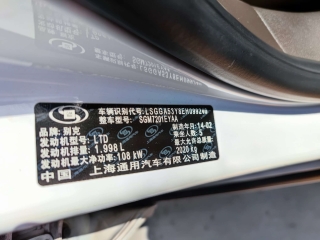 车辆识别代号:
整车型号: SGM7201EYAA
品牌: 别克 制造年月: 14-02
发动机型号: LTD 乘坐人数: 5
发动机排量: 1.998 L 最大允许总质量:
发动机最大净功率: 108 kW 2020 kg
中国 上海通用汽车有限公司制造